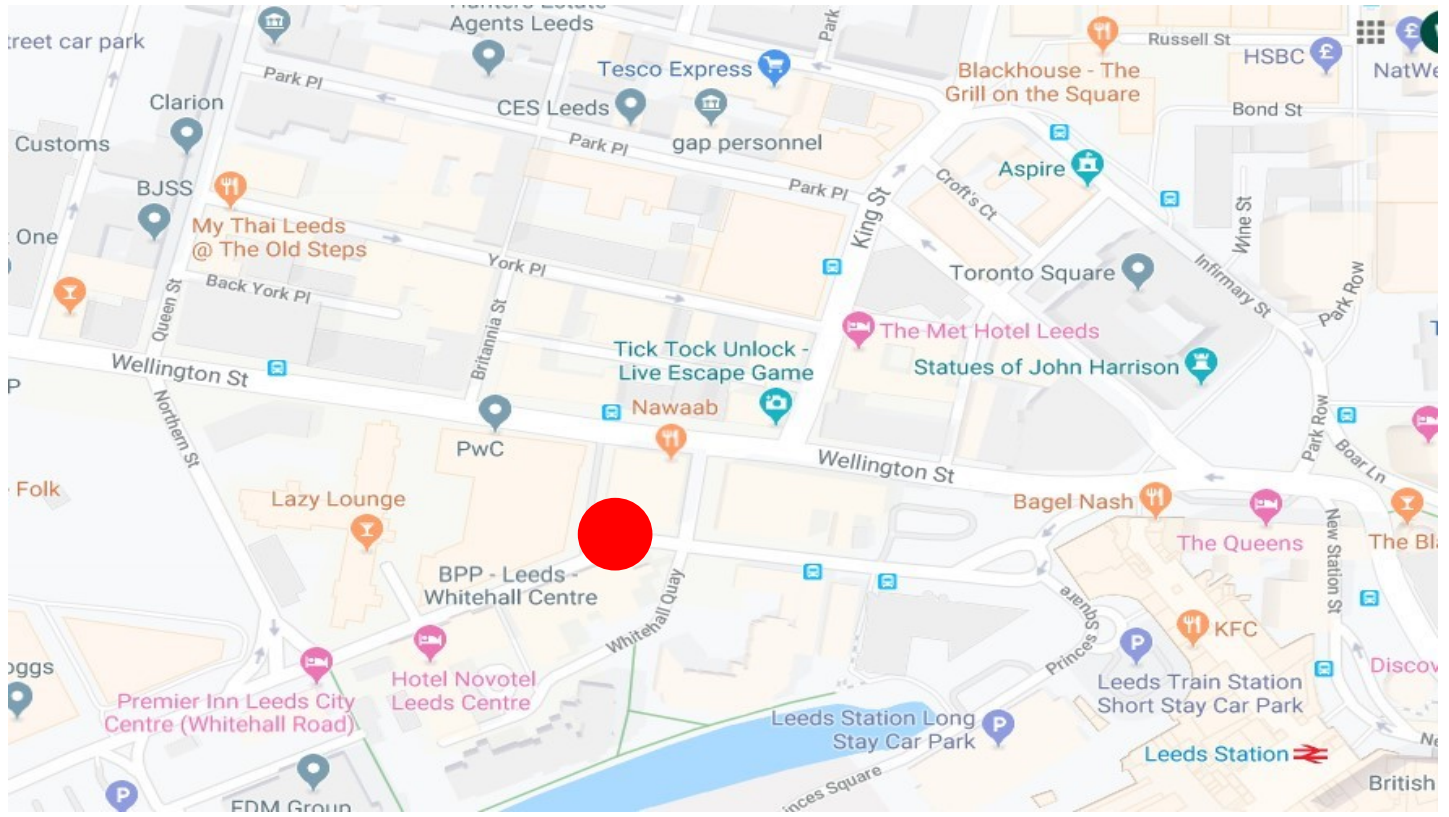 Agents Leeds
Park
Russell St
HSBC
treet car park
Tesco Express
Blackhouse - The
Grill on the Square
Park Pl
Clarion
CES Leeds
Bond St
Customs
Park Pl
gap personnel
Aspire
BJSS
Park Pl
Croft's Ct
My Thai Leeds
@ The Old Steps
King St
Wine St
One
York Pl
Toronto Square
Infirmary St
Back York Pl
Park Row
Queen St
Britannia St
The Met Hotel Leeds
Tick Tock Unlock -
Live Escape Game
Statues of John Harrison
Wellington St
P
Northern St
Nawaab
Park Row
PwC
Boar Ln
Wellington St
Folk
Lazy Lounge
Bagel Nash
The Queens
New Station St
The Bla
BPP - Leeds -
Whitehall Centre
Whitehall Quay
Princes Square
KFC
P
oggs
Hotel Novotel
Leeds Centre
Discov
Premier Inn Leeds City
Centre (Whitehall Road)
Leeds Train Station
Short Stay Car Park
Leeds Station Long
Stay Car Park
P
Leeds Station
inces Square
British
P
EDM Group